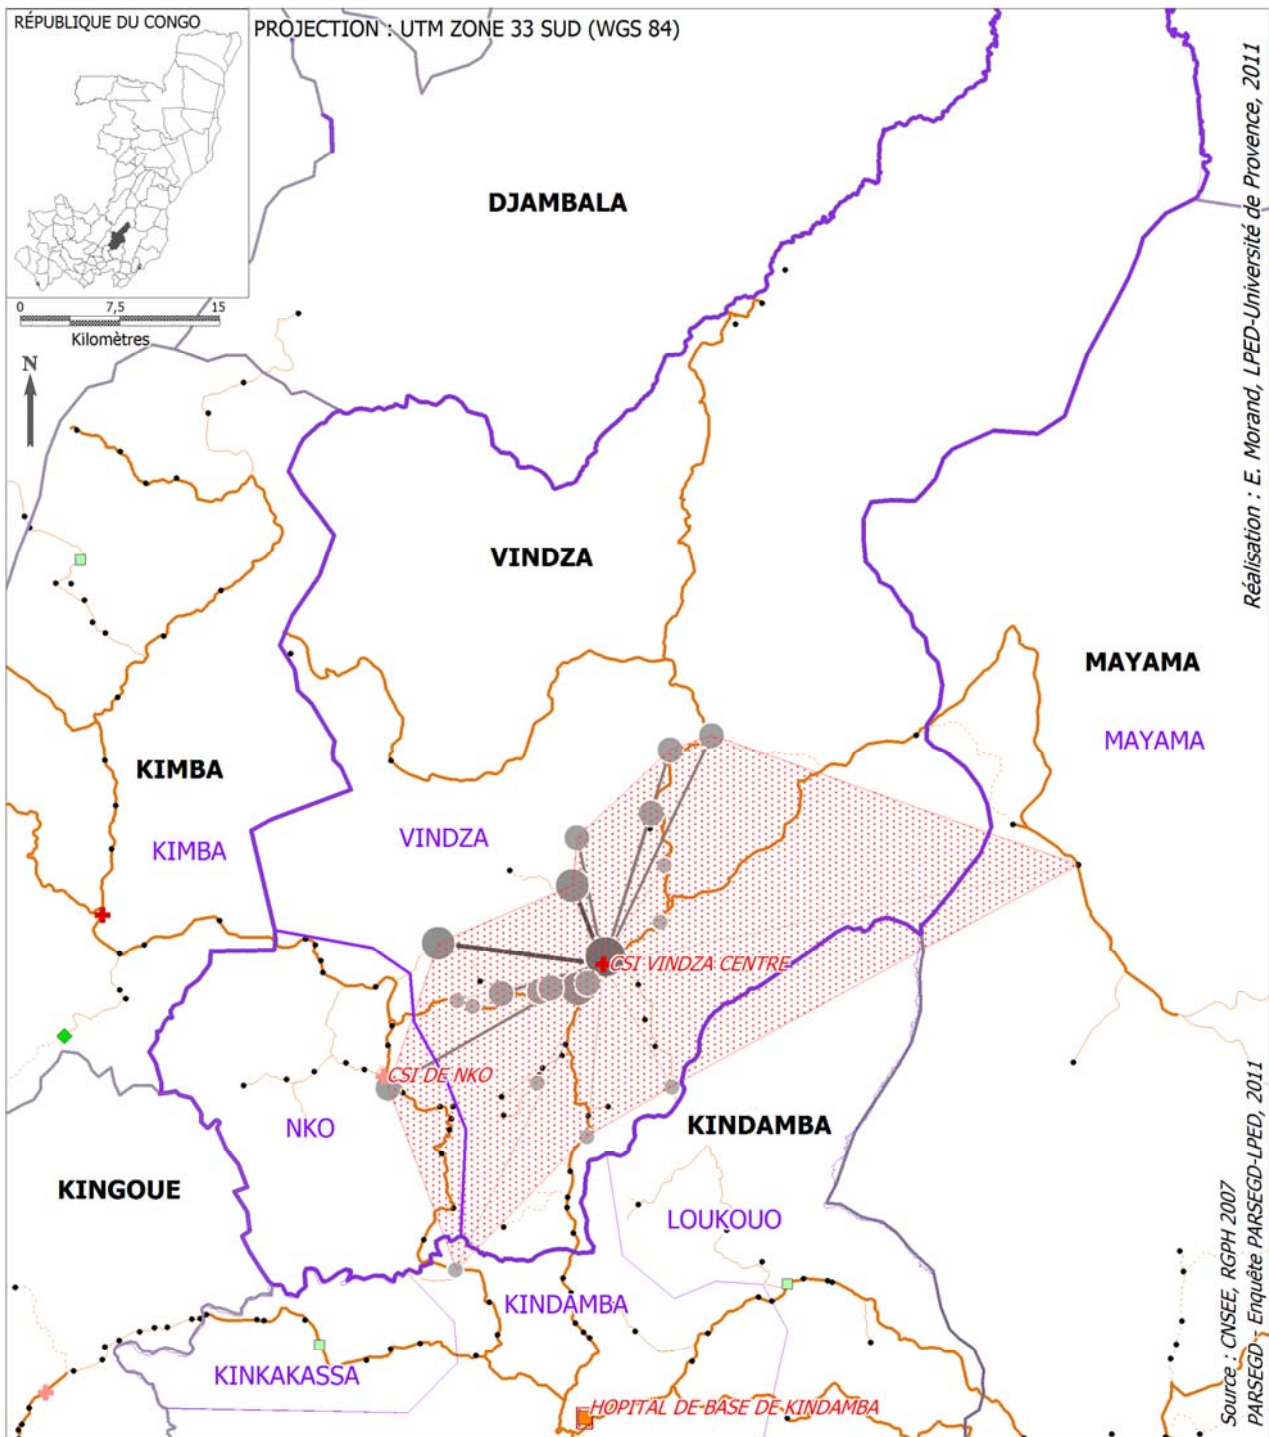 RÉPUBLIQUE DU CONGO
PROJECTION : UTM ZONE 33 SUD (WGS 84)
0 7,5 15
Kilomètres
N
Réalisation : E. Morand, LPED-Université de Provence, 2011
DJAMBALA
VINDZA
MAYAMA
MAYAMA
KIMBA
KIMBA
VINDZA
CSI VINDZA CENTRE
CSI DE NKO
NKO
KINDAMBA
KINGOUE
LOUKOUO
KINDAMBA
KINKAKASSA
HOPITAL DE BASE DE KINDAMBA
Source : CNSEE, RGPH 2007
PARSEGD - Enquête PARSEGD-LPED, 2011